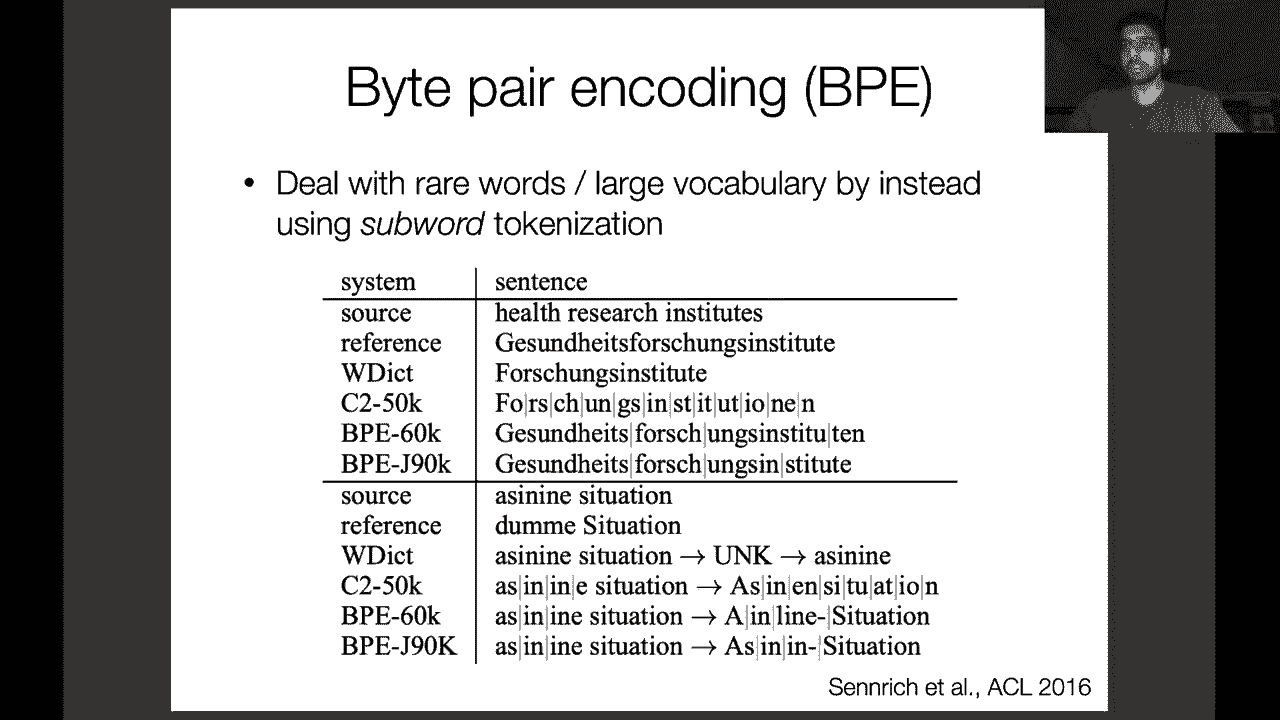 Byte pair encoding (BPE)
• Deal with rare words / large vocabulary by instead
using subword tokenization
system sentence
source health research institutes
reference Gesundheitsforschungsinstitute
WDict Forschungsinstitute
C2-50k Fo|rs|ch|un|gs|in|st|it|ut|io|ne|n
BPE-60k Gesundheits|forsch|ungsinstitu|ten
BPE-J90k Gesundheits|forsch|ungsin|stitute
source asinine situation
reference dumme Situation
WDict asinine situation → UNK → asinine
C2-50k as|in|in|e situation → As|in|en|si|tu|at|io|n
BPE-60k as|in|ine situation → A|in|line-|Situation
BPE-J90K as|in|ine situation → As|in|in-|Situation
Sennrich et al., ACL 2016